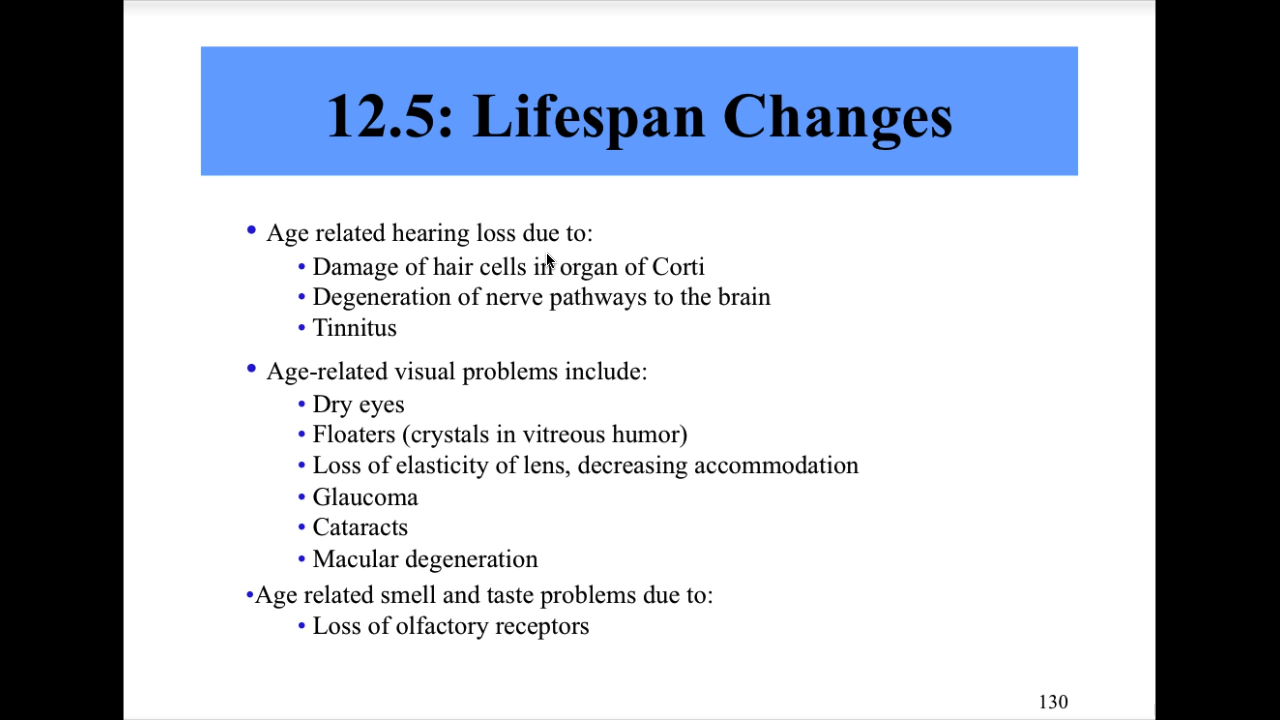 12.5: Lifespan Changes
• Age related hearing loss due to:
• Damage of hair cells in organ of Corti
• Degeneration of nerve pathways to the brain
• Tinnitus
• Age-related visual problems include:
• Dry eyes
• Floaters (crystals in vitreous humor)
• Loss of elasticity of lens, decreasing accommodation
• Glaucoma
• Cataracts
• Macular degeneration
•Age related smell and taste problems due to:
• Loss of olfactory receptors
130